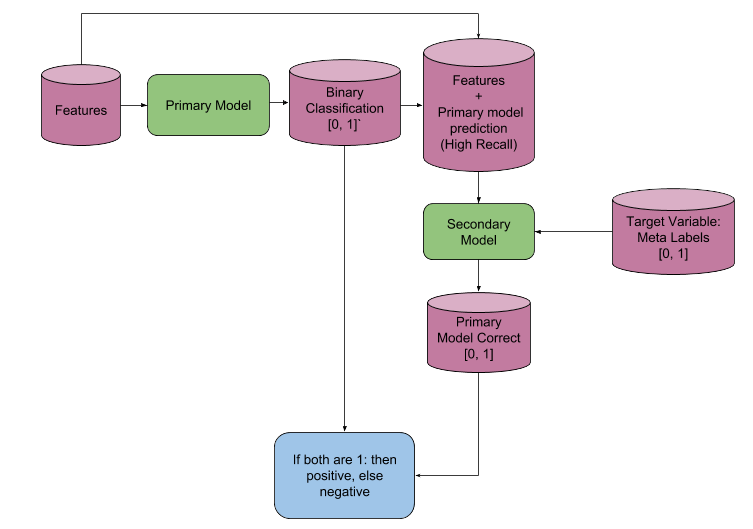 Features
Primary Model
Binary
Classification
[0, 1]`
Features
+
Primary model
prediction
(High Recall)
Secondary
Model
Target Variable:
Meta Labels
[0, 1]
Primary
Model Correct
[0, 1]
If both are 1: then
positive, else
negative